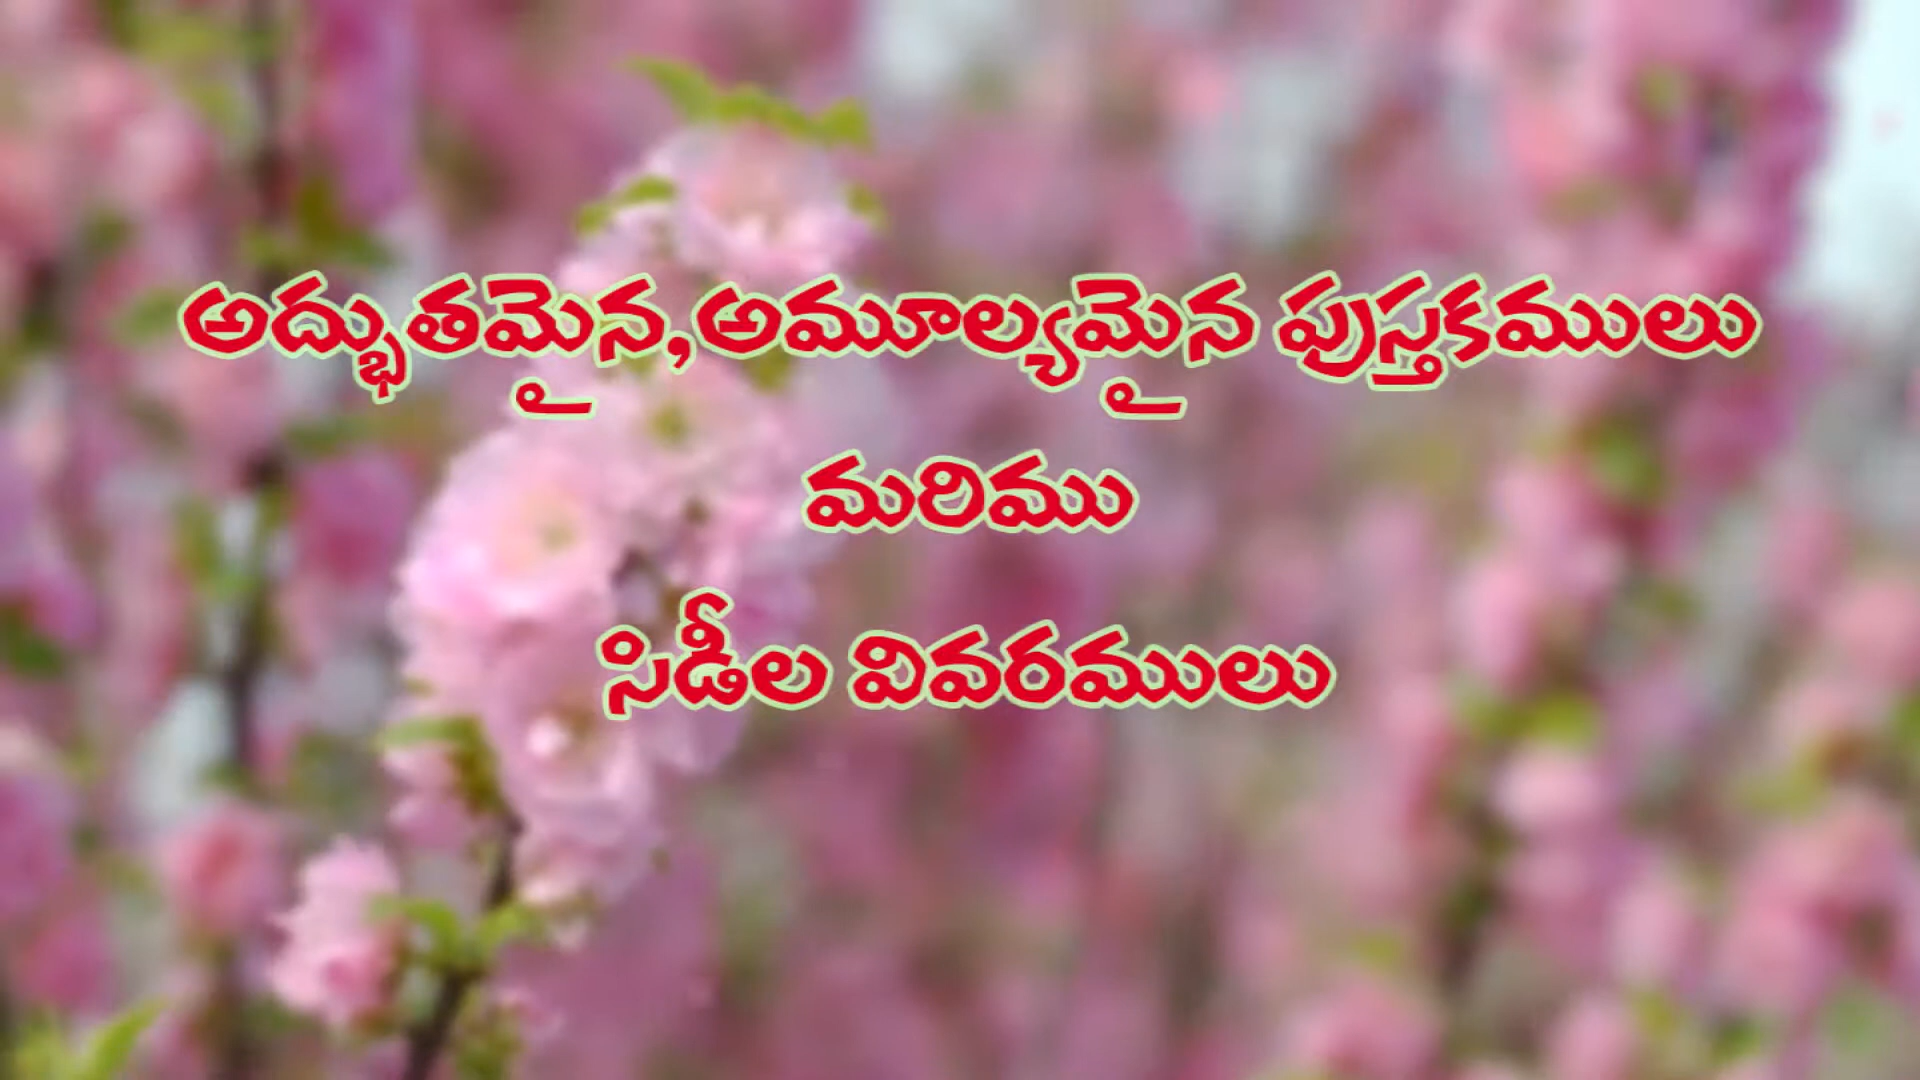 అద్భుతమైన,అమూల్యమైన పుస్తకములు
మరిము
సిడీల వివరములు